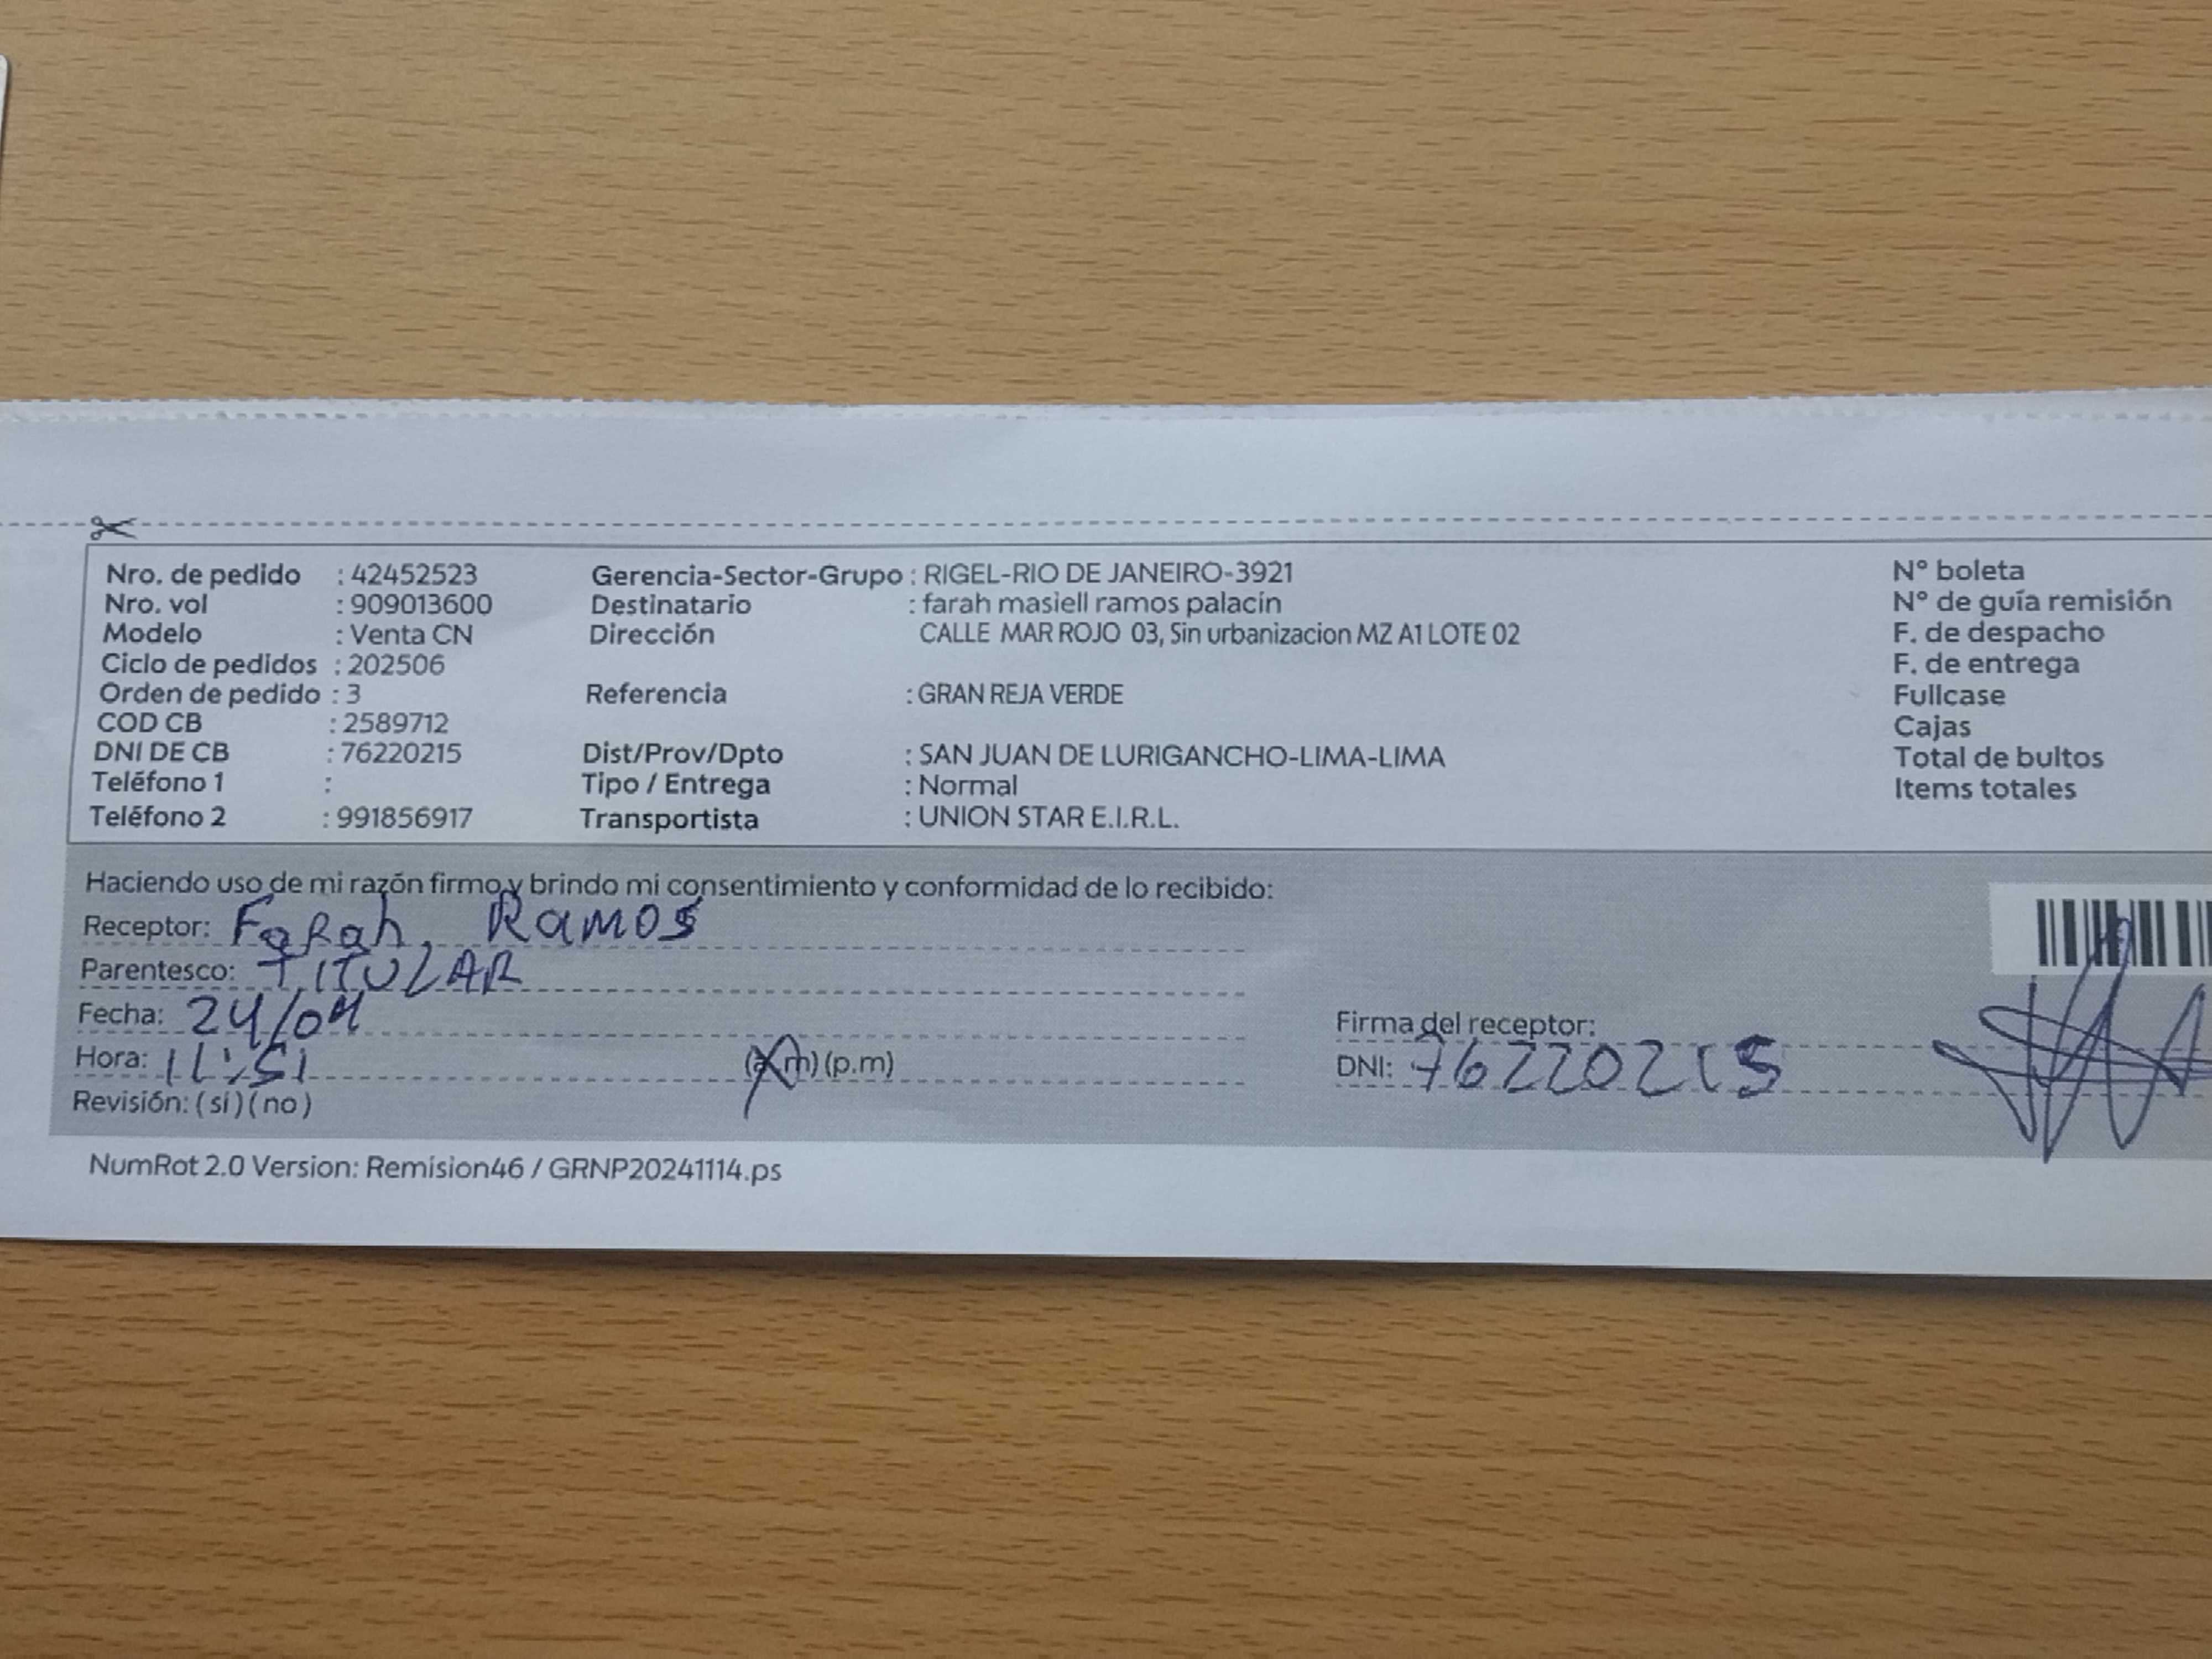 Nro. de pedido : 42452523
Nro. vol : 909013600
Modelo : Venta CN
Ciclo de pedidos : 202506
Orden de pedido : 3
COD CB : 2589712
DNI DE CB : 76220215
Teléfono 1 :
Teléfono 2 : 991856917
Gerencia-Sector-Grupo : RIGEL-RIO DE JANEIRO-3921
Destinatario : farah masiell ramos palacín
Dirección CALLE MAR ROJO 03, Sin urbanizacion MZ A1 LOTE 02
Referencia : GRAN REJA VERDE
Dist/Prov/Dpto : SAN JUAN DE LURIGANCHO-LIMA-LIMA
Tipo / Entrega : Normal
Transportista : UNION STAR E.I.R.L.
N° boleta
N° de guía remisión
F. de despacho
F. de entrega
Fullcase
Cajas
Total de bultos
Items totales
Haciendo uso de mi razón firmo y brindo mi consentimiento y conformidad de lo recibido:
Receptor: Farah, Ramos
Parentesco: TITULAR
Fecha: 24/04
Hora: 11:51 (a.m) (p.m)
Revisión: (si) (no)
Firma del receptor:
DNI: 76220215
NumRot 2.0 Version: Remision46 / GRNP20241114.ps